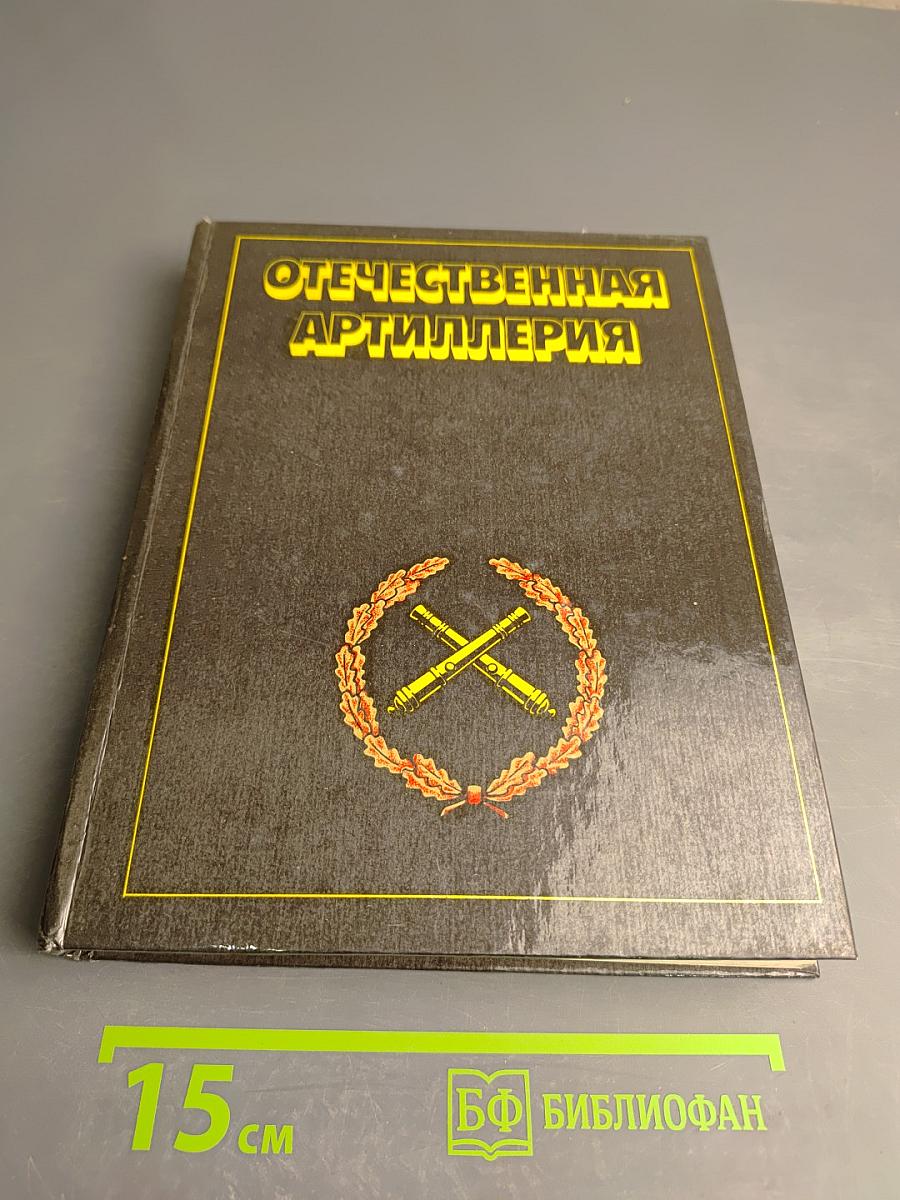 ОТЕЧЕСТВЕННАЯ
АРТИЛЛЕРИЯ
15 см
БФ БИБЛИОФАН